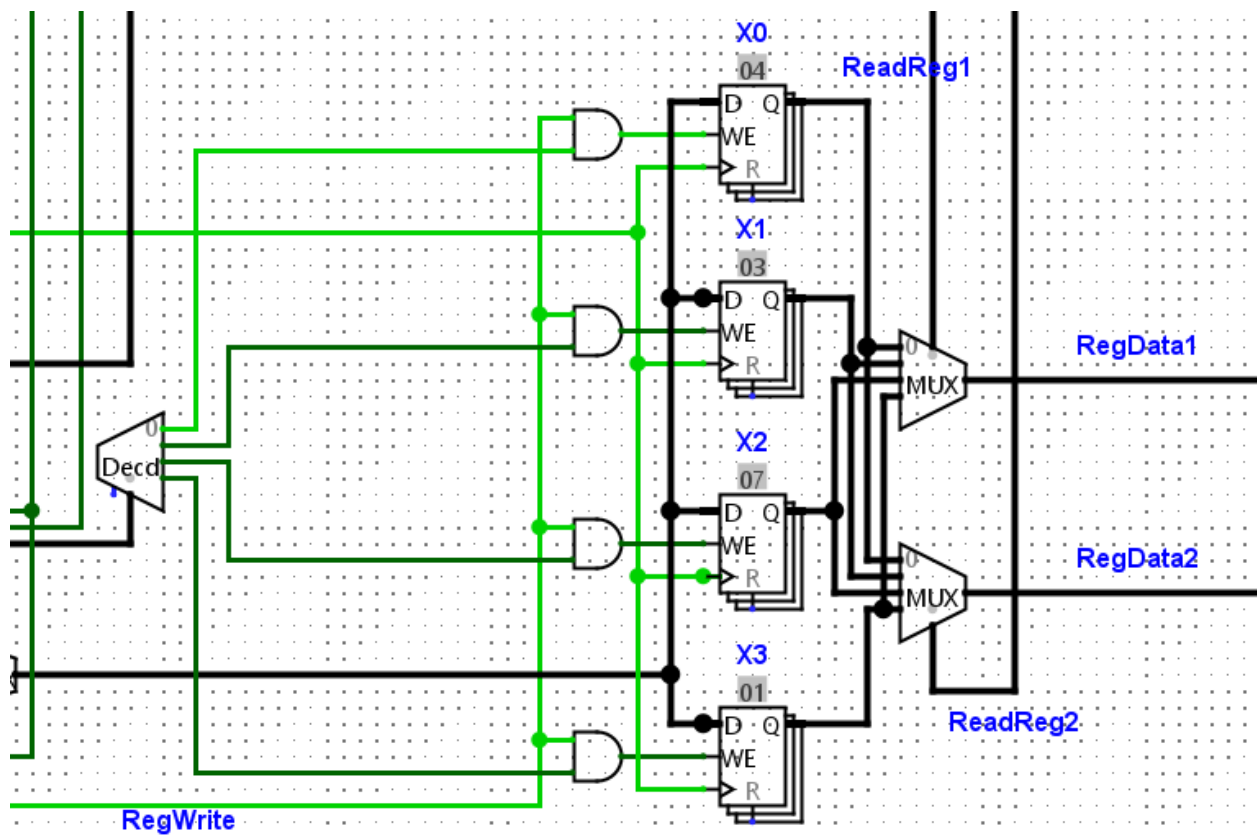 X0
ReadReg1
04
D Q
WE
R
X1
03
D Q
WE
R
0
MUX
RegData1
0
Decd
X2
07
D Q
WE
R
0
MUX
RegData2
X3
01
D Q
WE
R
ReadReg2
RegWrite